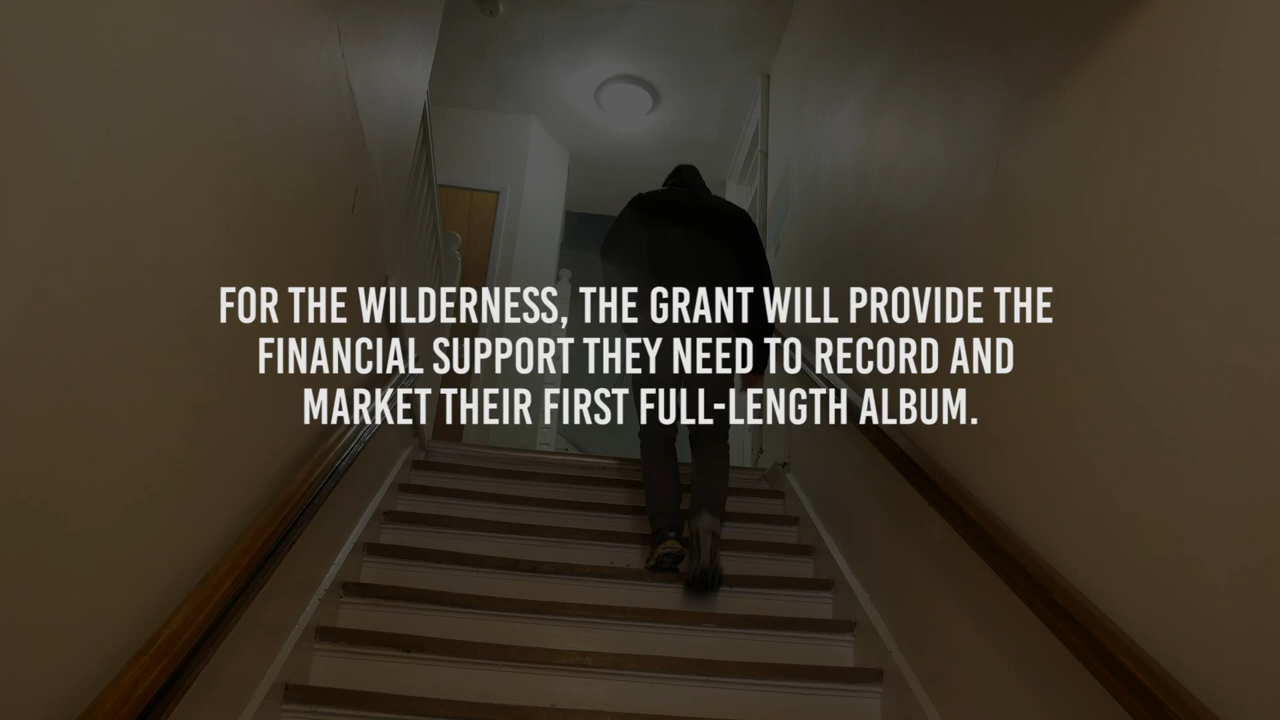 FOR THE WILDERNESS, THE GRANT WILL PROVIDE THE
FINANCIAL SUPPORT THEY NEED TO RECORD AND
MARKET THEIR FIRST FULL-LENGTH ALBUM.